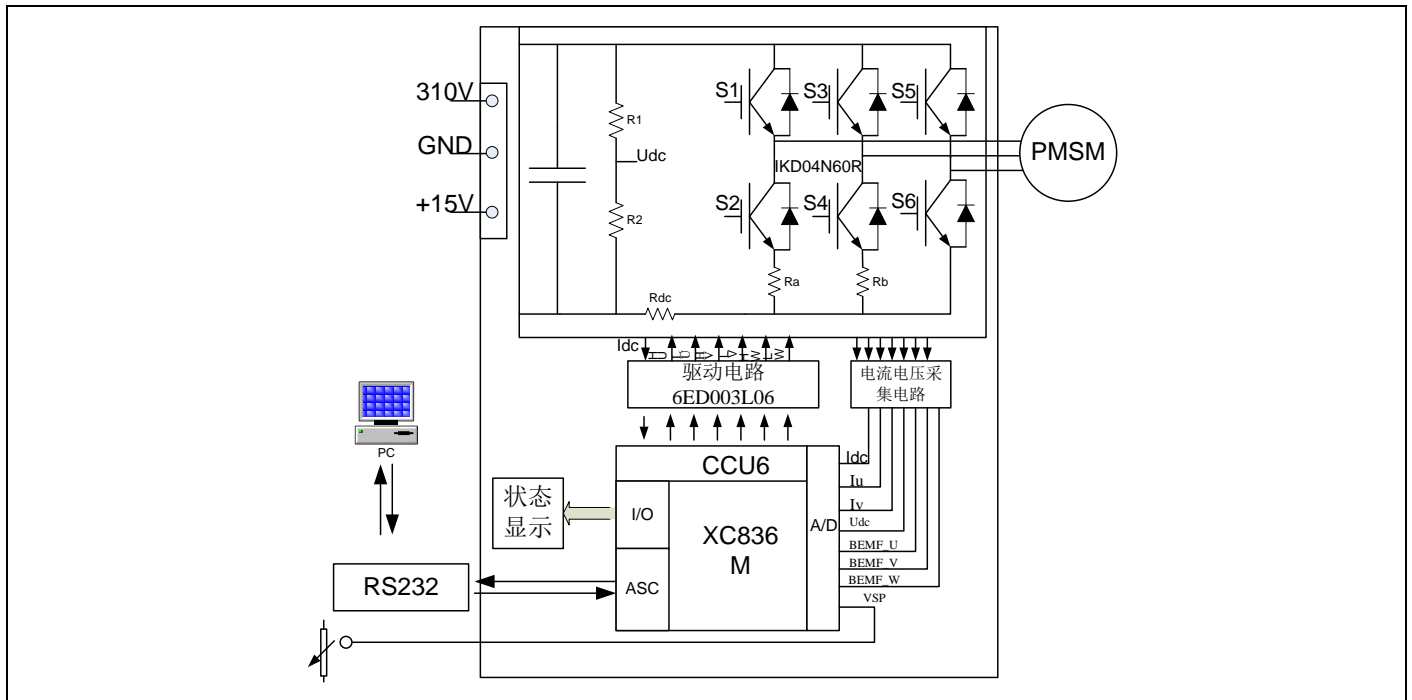 310V
GND
+15V
R1
Udc
R2
S1
S3
S5
IKD04N60R
S2
S4
S6
Ra
Rb
Rdc
PMSM
Idc
驱动电路
6ED003L06
电流电压采
集电路
PC
CCU6
状态
显示
I/O
XC836
M
A/D
ASC
Idc
Iu
Iv
Udc
BEMF_U
BEMF_V
BEMF_W
VSP
RS232